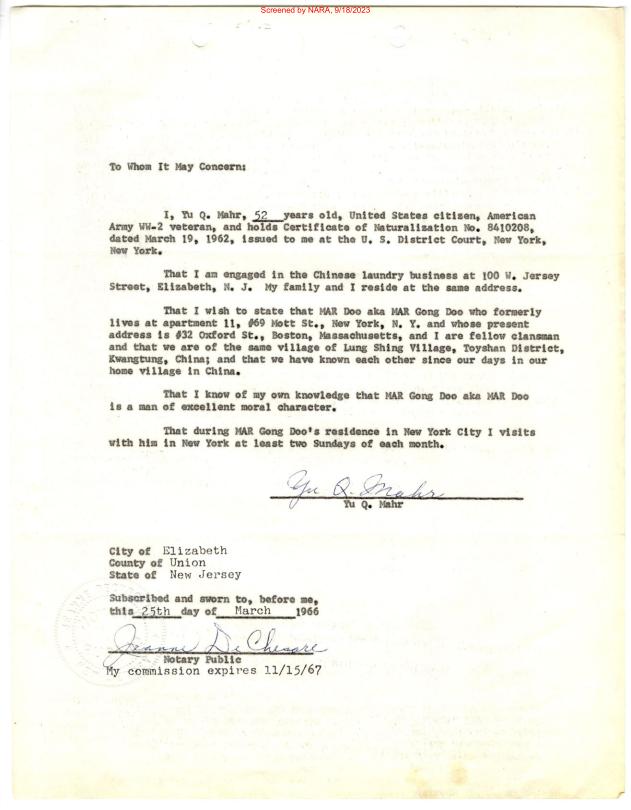 Screened by NARA, 9/18/2023
To Whom It May Concern:
I, Yu Q. Mahr, 52 years old, United States citizen, American
Army WW-2 veteran, and holds Certificate of Naturalization No. 8410208,
dated March 19, 1962, issued to me at the U. S. District Court, New York,
New York.
That I am engaged in the Chinese laundry business at 100 W. Jersey
Street, Elizabeth, N. J. My family and I reside at the same address.
That I wish to state that MAR Doo aka MAR Gong Doo who formerly
lives at apartment 11, #69 Mott St., New York, N. Y. and whose present
address is #32 Oxford St., Boston, Massachusetts, and I are fellow clansman
and that we are of the same village of Lung Shing Village, Toyshan District,
Kwangtung, China; and that we have known each other since our days in our
home village in China.
That I know of my own knowledge that MAR Gong Doo aka MAR Doo
is a man of excellent moral character.
That during MAR Gong Doo's residence in New York City I visits
with him in New York at least two Sundays of each month.
Yu Q. Mahr
Yu Q. Mahr
City of Elizabeth
County of Union
State of New Jersey
Subscribed and sworn to, before me,
this 25th day of March 1966
Jeanne De Chesare
Notary Public
My commission expires 11/15/67